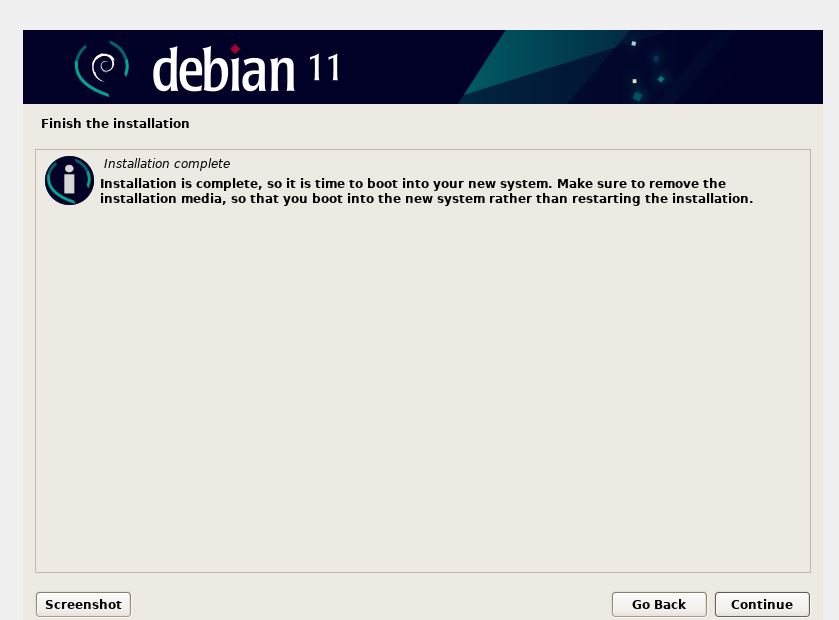 debian 11
Finish the installation
Installation complete
Installation is complete, so it is time to boot into your new system. Make sure to remove the
installation media, so that you boot into the new system rather than restarting the installation.
Screenshot
Go Back
Continue